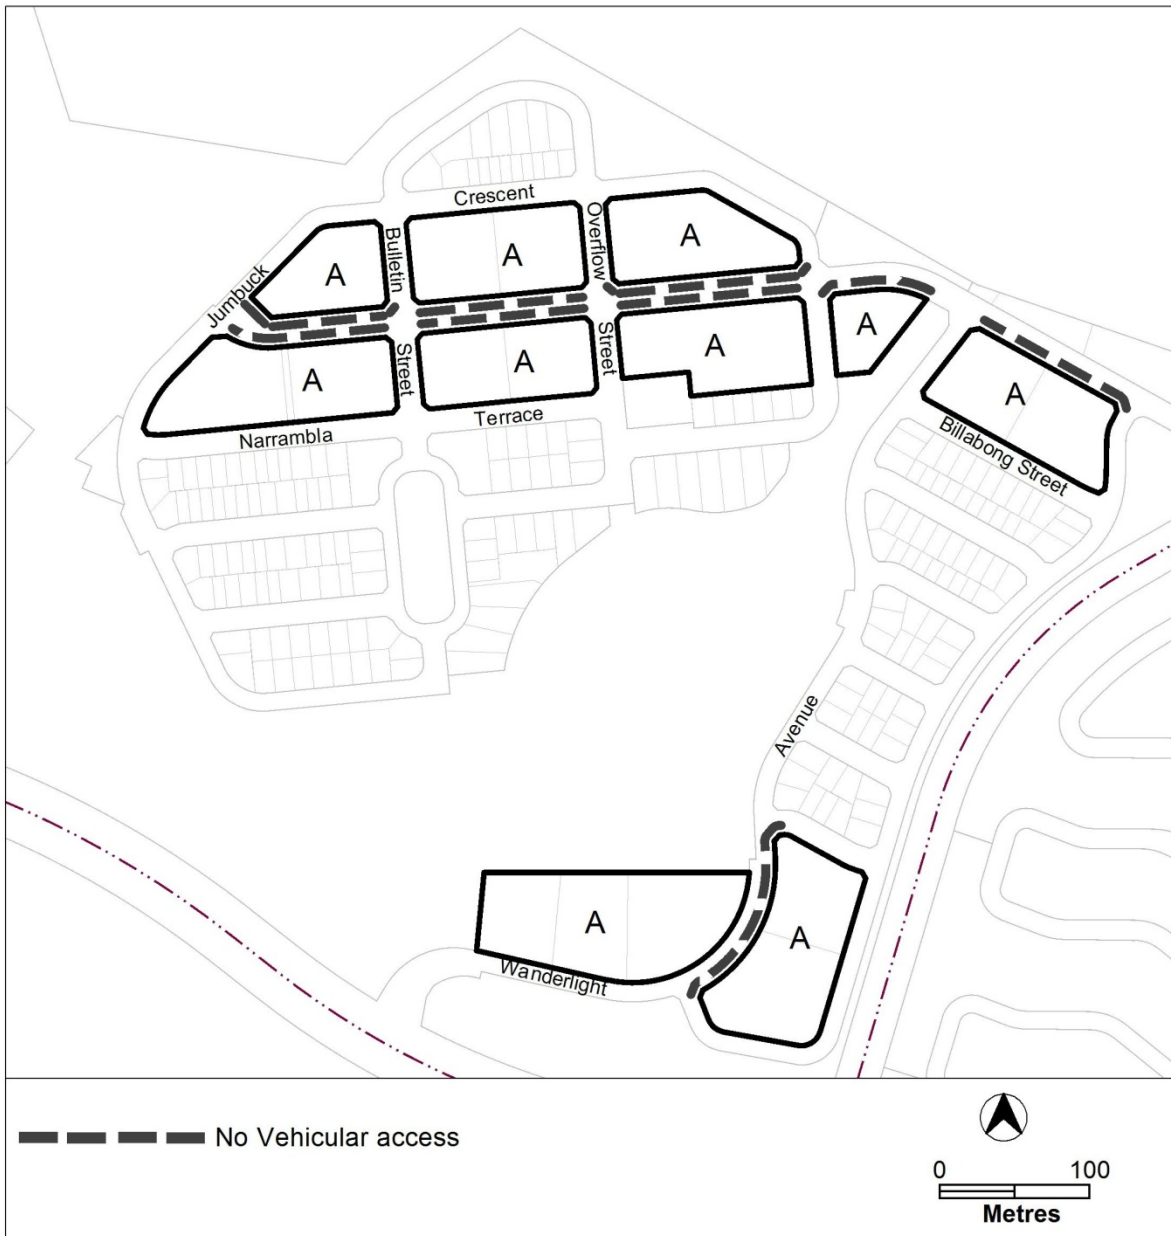 Crescent
Overflow
A
A
Bulletin
A
Jumbuck
A
A
Street
A
Street
A
A
Terrace
Narrambla
Billabong Street
Avenue
A
A
Wanderlight
No Vehicular access
0 100
Metres